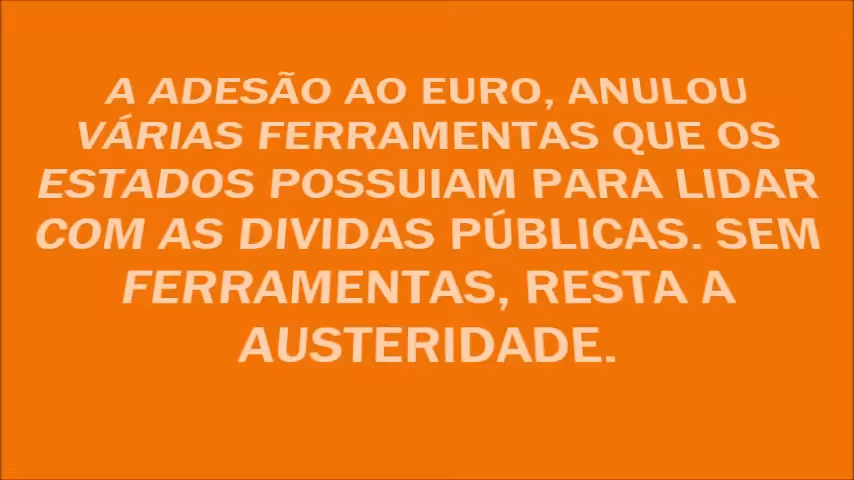 A ADESÃO AO EURO, ANULOU
VÁRIAS FERRAMENTAS QUE OS
ESTADOS POSSUIAM PARA LIDAR
COM AS DIVIDAS PÚBLICAS. SEM
FERRAMENTAS, RESTA A
AUSTERIDADE.